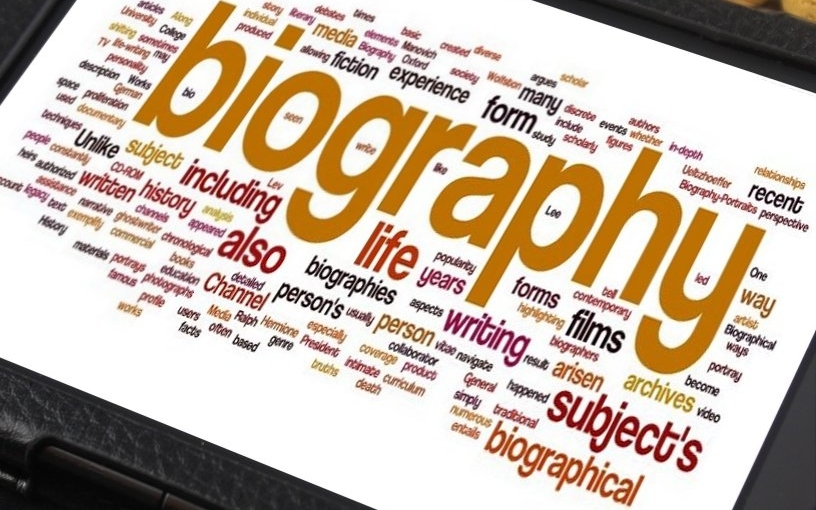 biography
articles
Along
University
College
shifting
sometimes
TV
life-writing
may
personality
description
Works
German
space
proliferation
used
documentary
techniques
people
constantly
heirs
authorized
CD-ROM
assistance
legacy
text
narrative
channels
History
exemplify
ghostwriter
commercial
chronological
appeared
analysis
materials
portrays
books
famous
photographs
education
profile
works
users
facts
Unlike
subject
written
history
including
Lev
also
Channel
detailed
Media
Ralph
often
based
Hermione
genre
story
literary
debates
times
individual
produced
media
elements
basic
Biography
Manovich
Oxford
created
diverse
allowing
fiction
experience
society
Wolfston
argues
scholar
many
form
discrete
events
authors
whether
in-depth
study
include
scholarly
figures
Ueltzhoeffer
relationships
Biography-Portraits
perspective
recent
bio
seen
write
like
Lee
led
life
popularity
years
biographies
person's
usually
aspects
person
writing
vitae
navigate
result
collaborator
coverage
products
especially
President
intimate
curriculum
truths
death
forms
tell
contemporary
highlighting
films
biographers
arisen
archives
video
General
happened
simply
traditional
numerous
entails
subject's
biographical
One
way
artist
Biographical
ways
portray
become